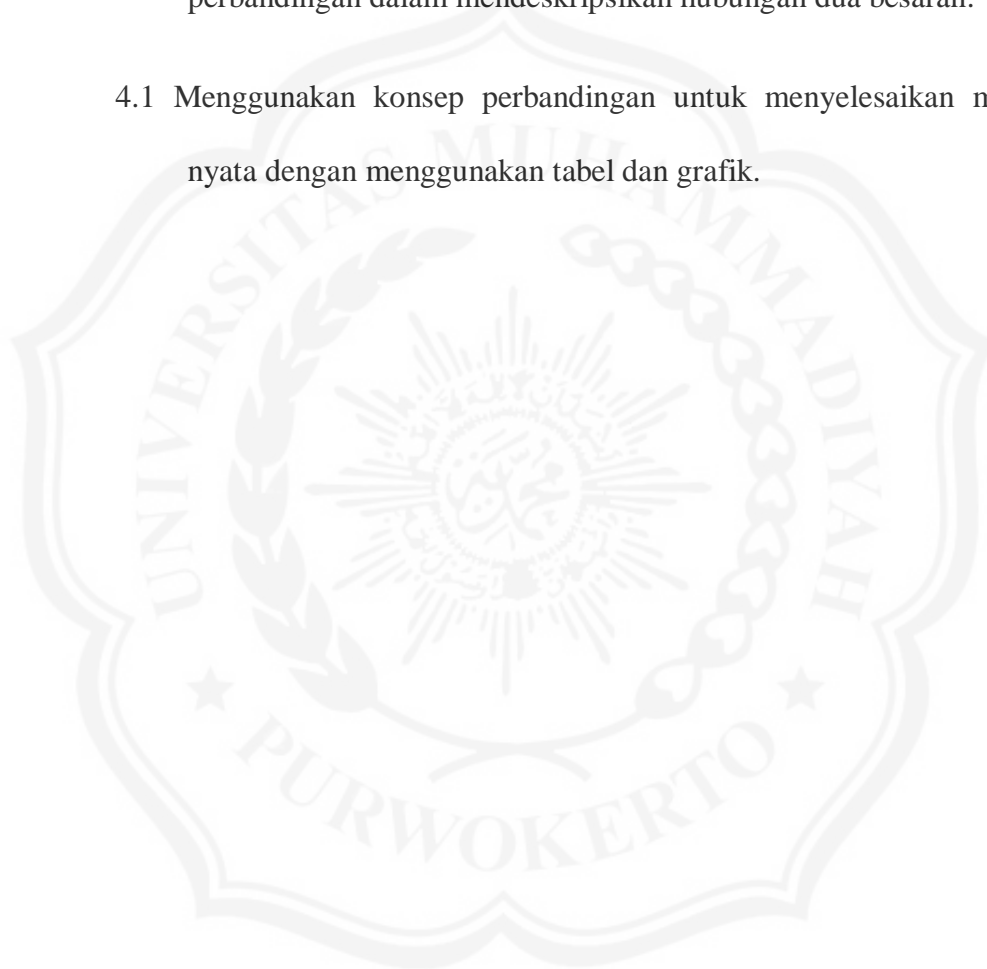 perbandingan dalam mendeskripsikan hubungan dua besaran.
4.1 Menggunakan konsep perbandingan untuk menyelesaikan
nyata dengan menggunakan tabel dan grafik.
UNIVERSITAS MUHAMMADIYAH
PURWOKERTO